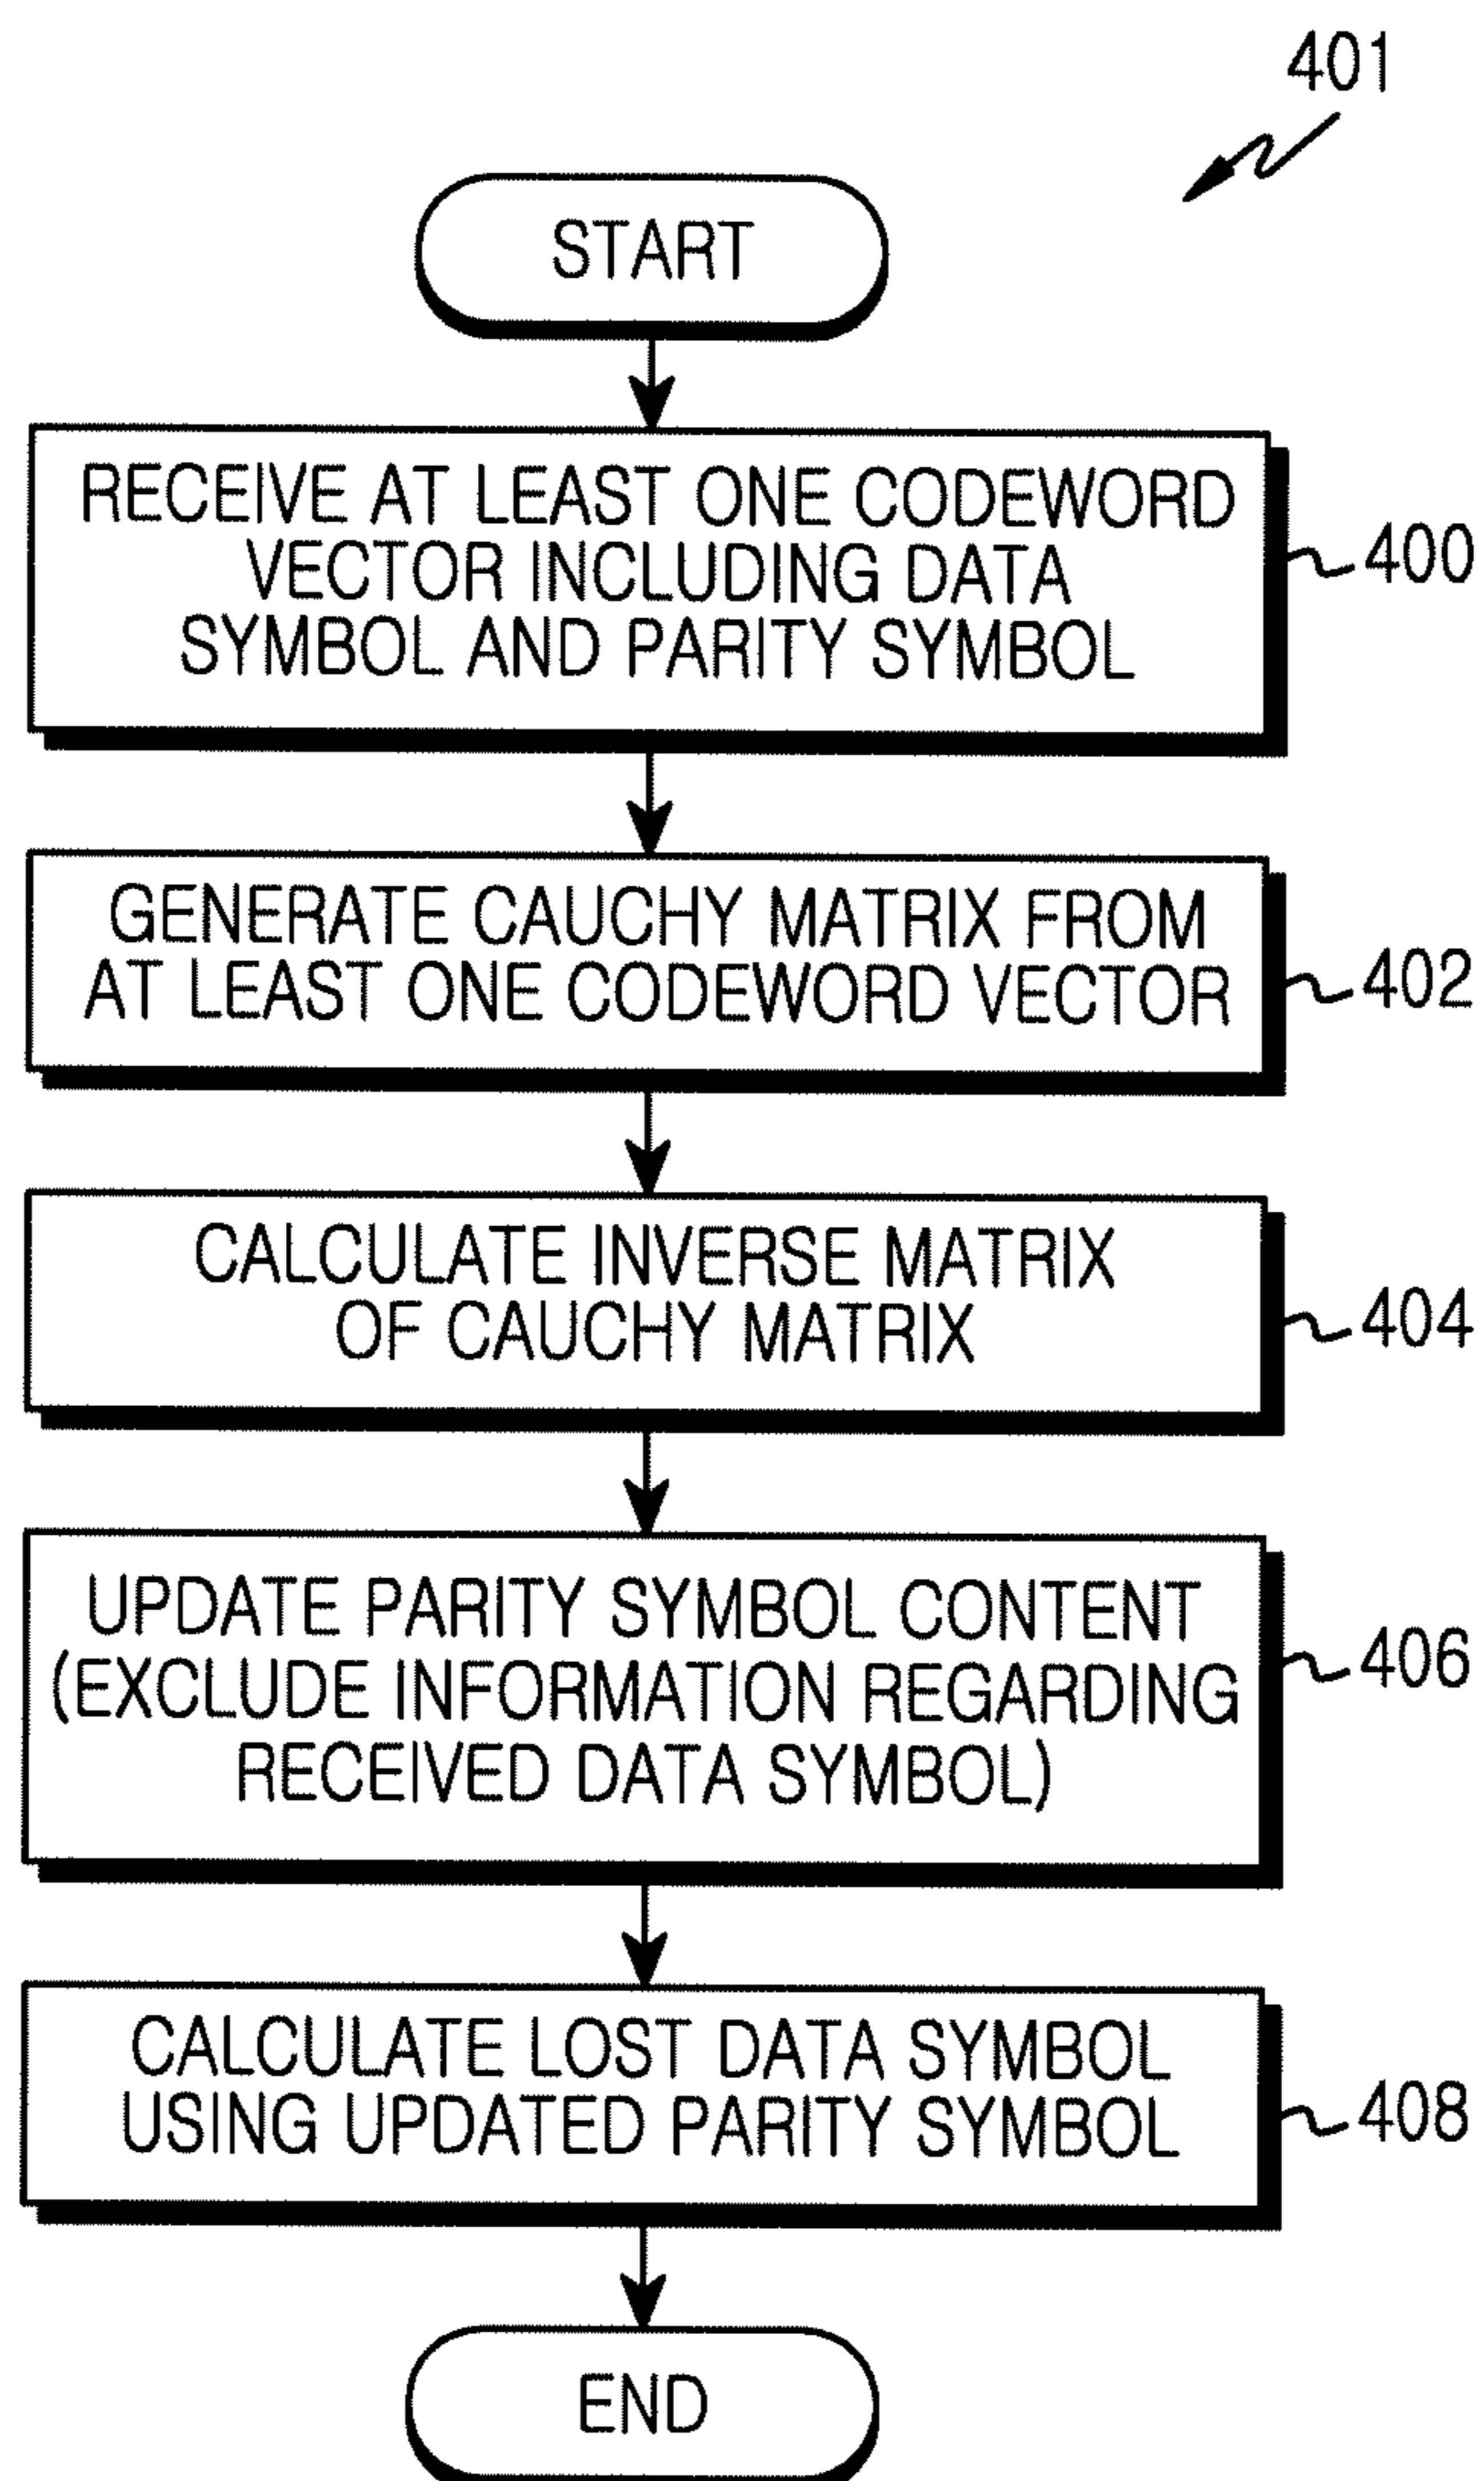 401
START
RECEIVE AT LEAST ONE CODEWORD
VECTOR INCLUDING DATA
SYMBOL AND PARITY SYMBOL
400
GENERATE CAUCHY MATRIX FROM
AT LEAST ONE CODEWORD VECTOR
402
CALCULATE INVERSE MATRIX
OF CAUCHY MATRIX
404
UPDATE PARITY SYMBOL CONTENT
(EXCLUDE INFORMATION REGARDING
RECEIVED DATA SYMBOL)
406
CALCULATE LOST DATA SYMBOL
USING UPDATED PARITY SYMBOL
408
END